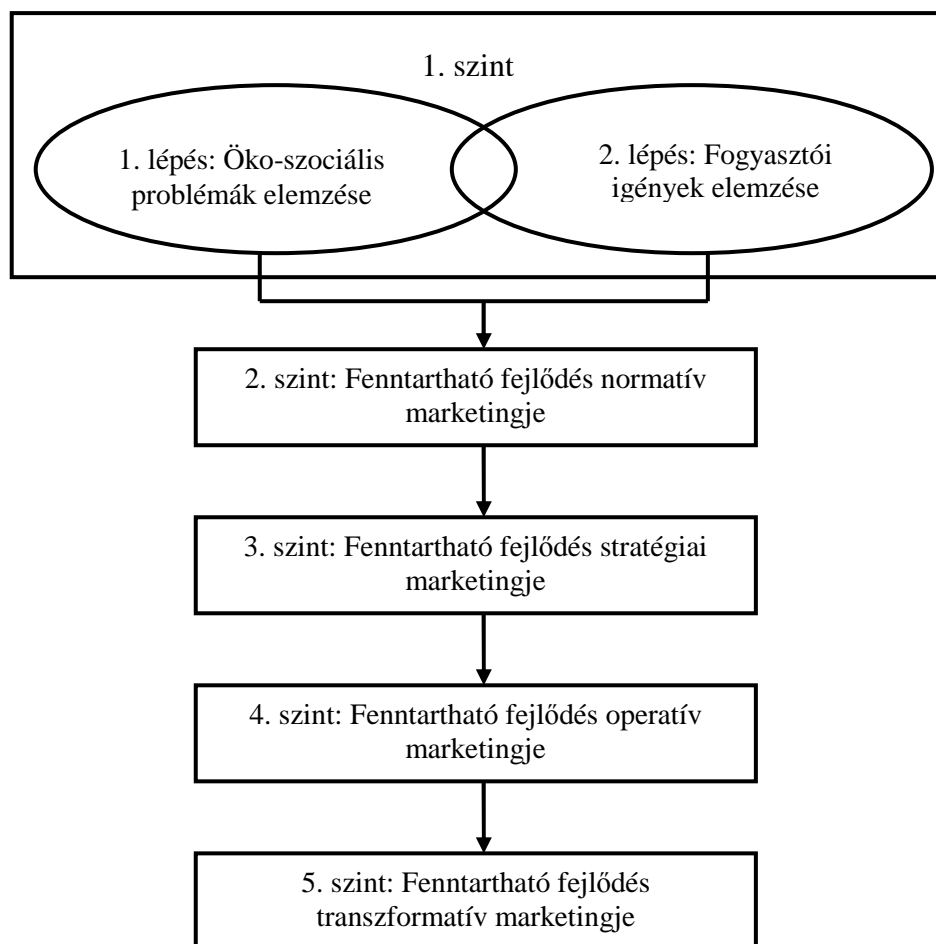 1. szint
1. lépés: Öko-szociális
problémák elemzése
2. lépés: Fogyasztói
igények elemzése
2. szint: Fenntartható fejlődés normatív
marketingje
3. szint: Fenntartható fejlődés stratégiai
marketingje
4. szint: Fenntartható fejlődés operatív
marketingje
5. szint: Fenntartható fejlődés
transzformatív marketingje